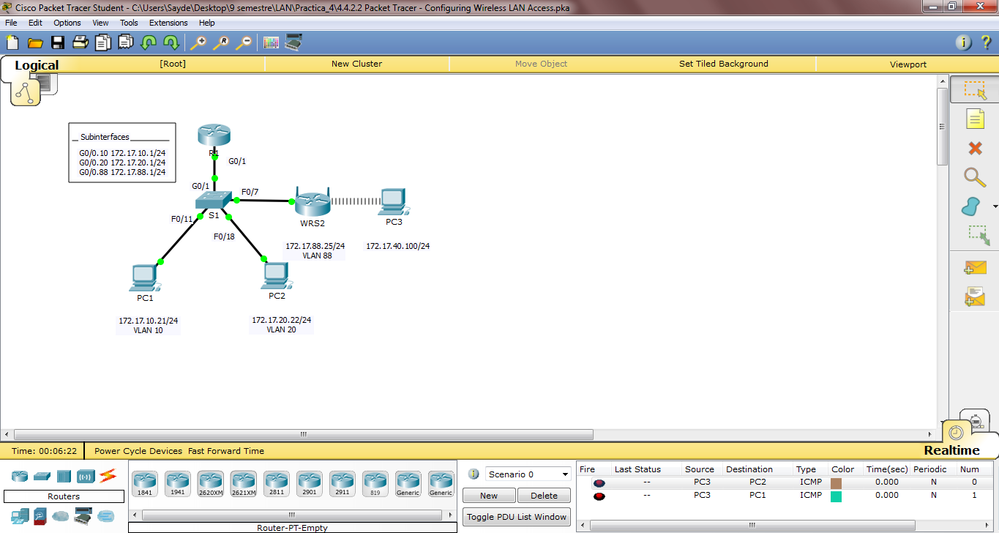 Cisco Packet Tracer Student - C:\Users\Sayde\Desktop\9 semestre\LAN\Practica_4\4.4.2.2 Packet Tracer - Configuring Wireless LAN Access.pka
File Edit Options View Tools Extensions Help
Logical [Root] New Cluster Move Object Set Tiled Background Viewport
Subinterfaces
G0/0.10 172.17.10.1/24
G0/0.20 172.17.20.1/24
G0/0.88 172.17.88.1/24
R1
G0/1
G0/1
F0/7
S1
WRS2
PC3
F0/11
F0/18
172.17.88.25/24
VLAN 88
172.17.40.100/24
PC1
PC2
172.17.10.21/24
VLAN 10
172.17.20.22/24
VLAN 20
Time: 00:06:22 Power Cycle Devices Fast Forward Time
Realtime
Routers
1841 1941 2620XM 2621XM 2811 2901 2911 819 Generic Generic
Router-PT-Empty
Scenario 0
New Delete
Toggle PDU List Window
Fire Last Status Source Destination Type Color Time(sec) Periodic Num
-- PC3 PC2 ICMP 0.000 N 0
-- PC3 PC1 ICMP 0.000 N 1